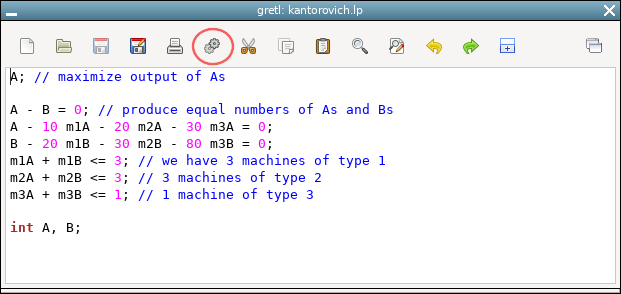 gretl: kantorovich.lp
A; // maximize output of As
A - B = 0; // produce equal numbers of As and Bs
A - 10 m1A - 20 m2A - 30 m3A = 0;
B - 20 m1B - 30 m2B - 80 m3B = 0;
m1A + m1B <= 3; // we have 3 machines of type 1
m2A + m2B <= 3; // 3 machines of type 2
m3A + m3B <= 1; // 1 machine of type 3
int A, B;